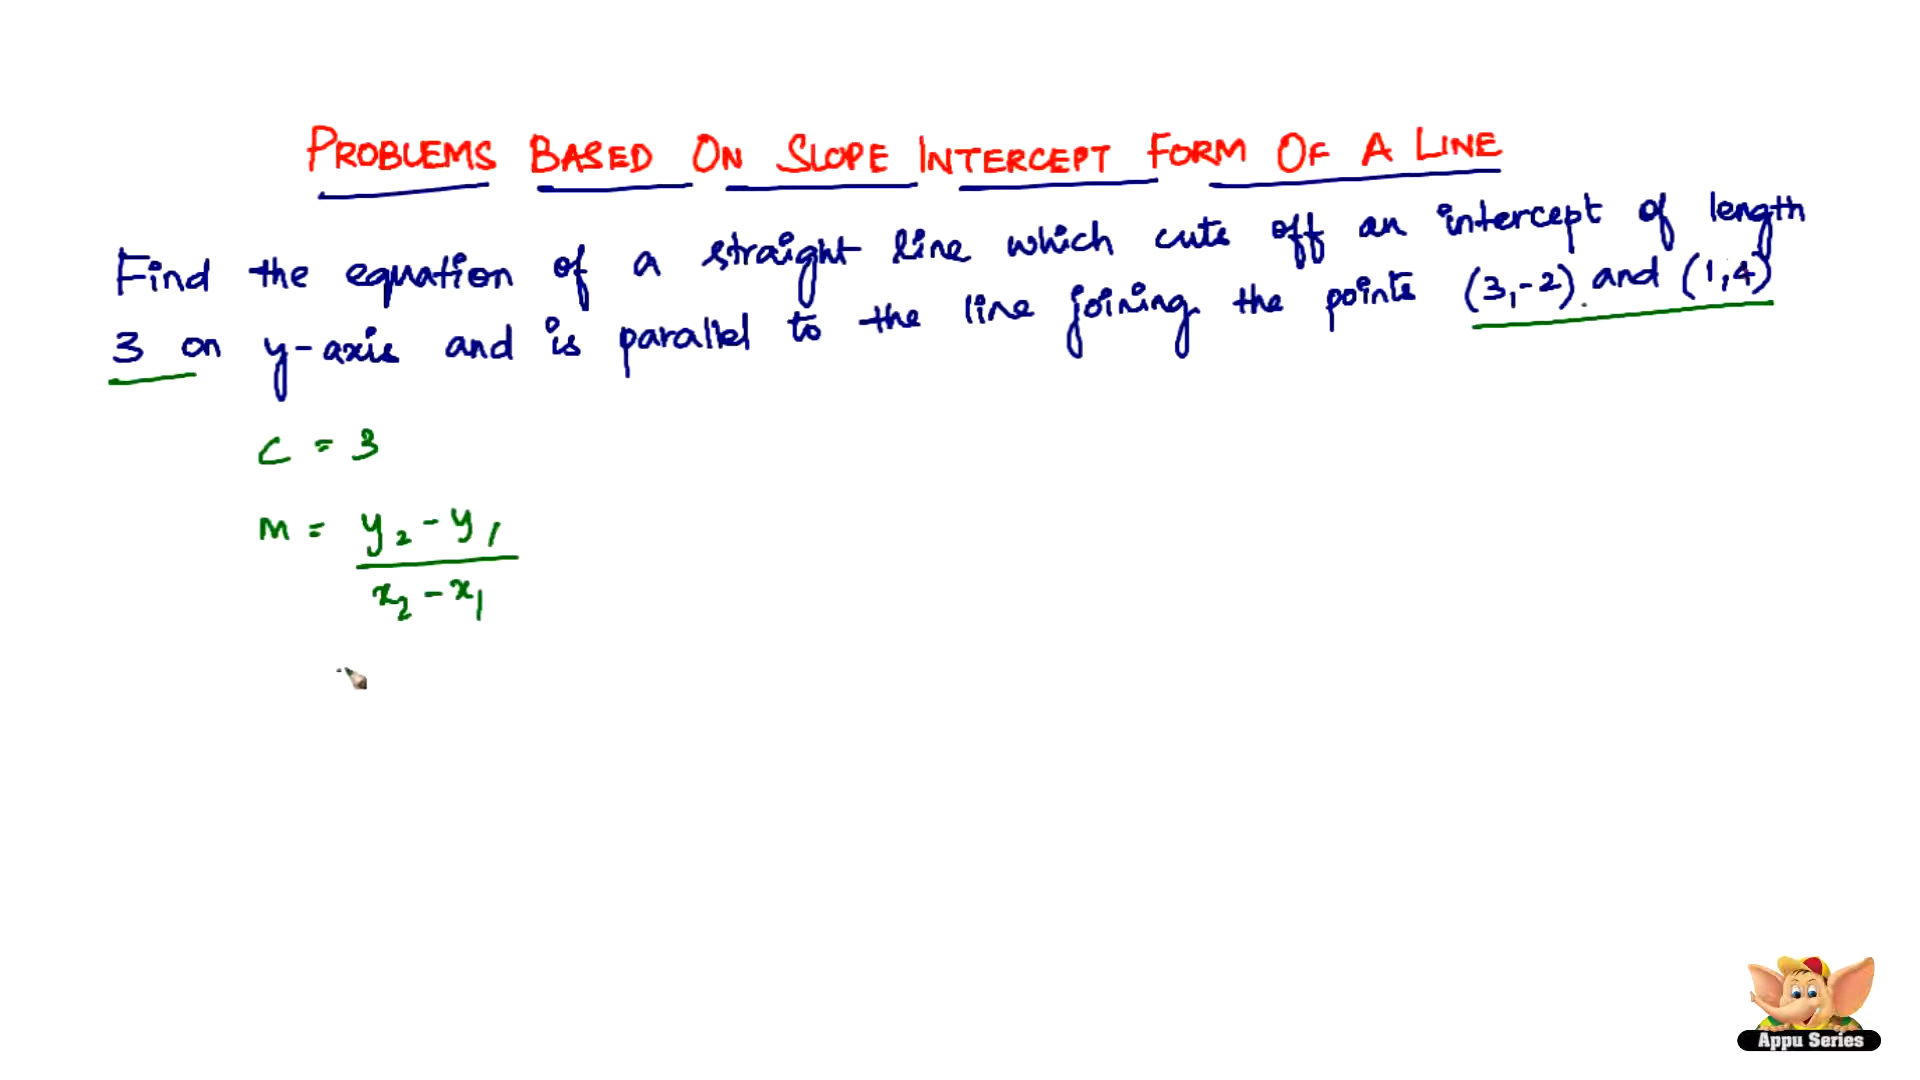 PROBLEMS BASED ON SLOPE INTERCEPT FORM OF A LINE
Find the equation of a straight line which cuts off an intercept of length
3 on y-axis and is parallel to the line joining the points (3,-2) and (1,4)
C = 3
M = y₂ - y₁
x₂ - x₁
Appu Series